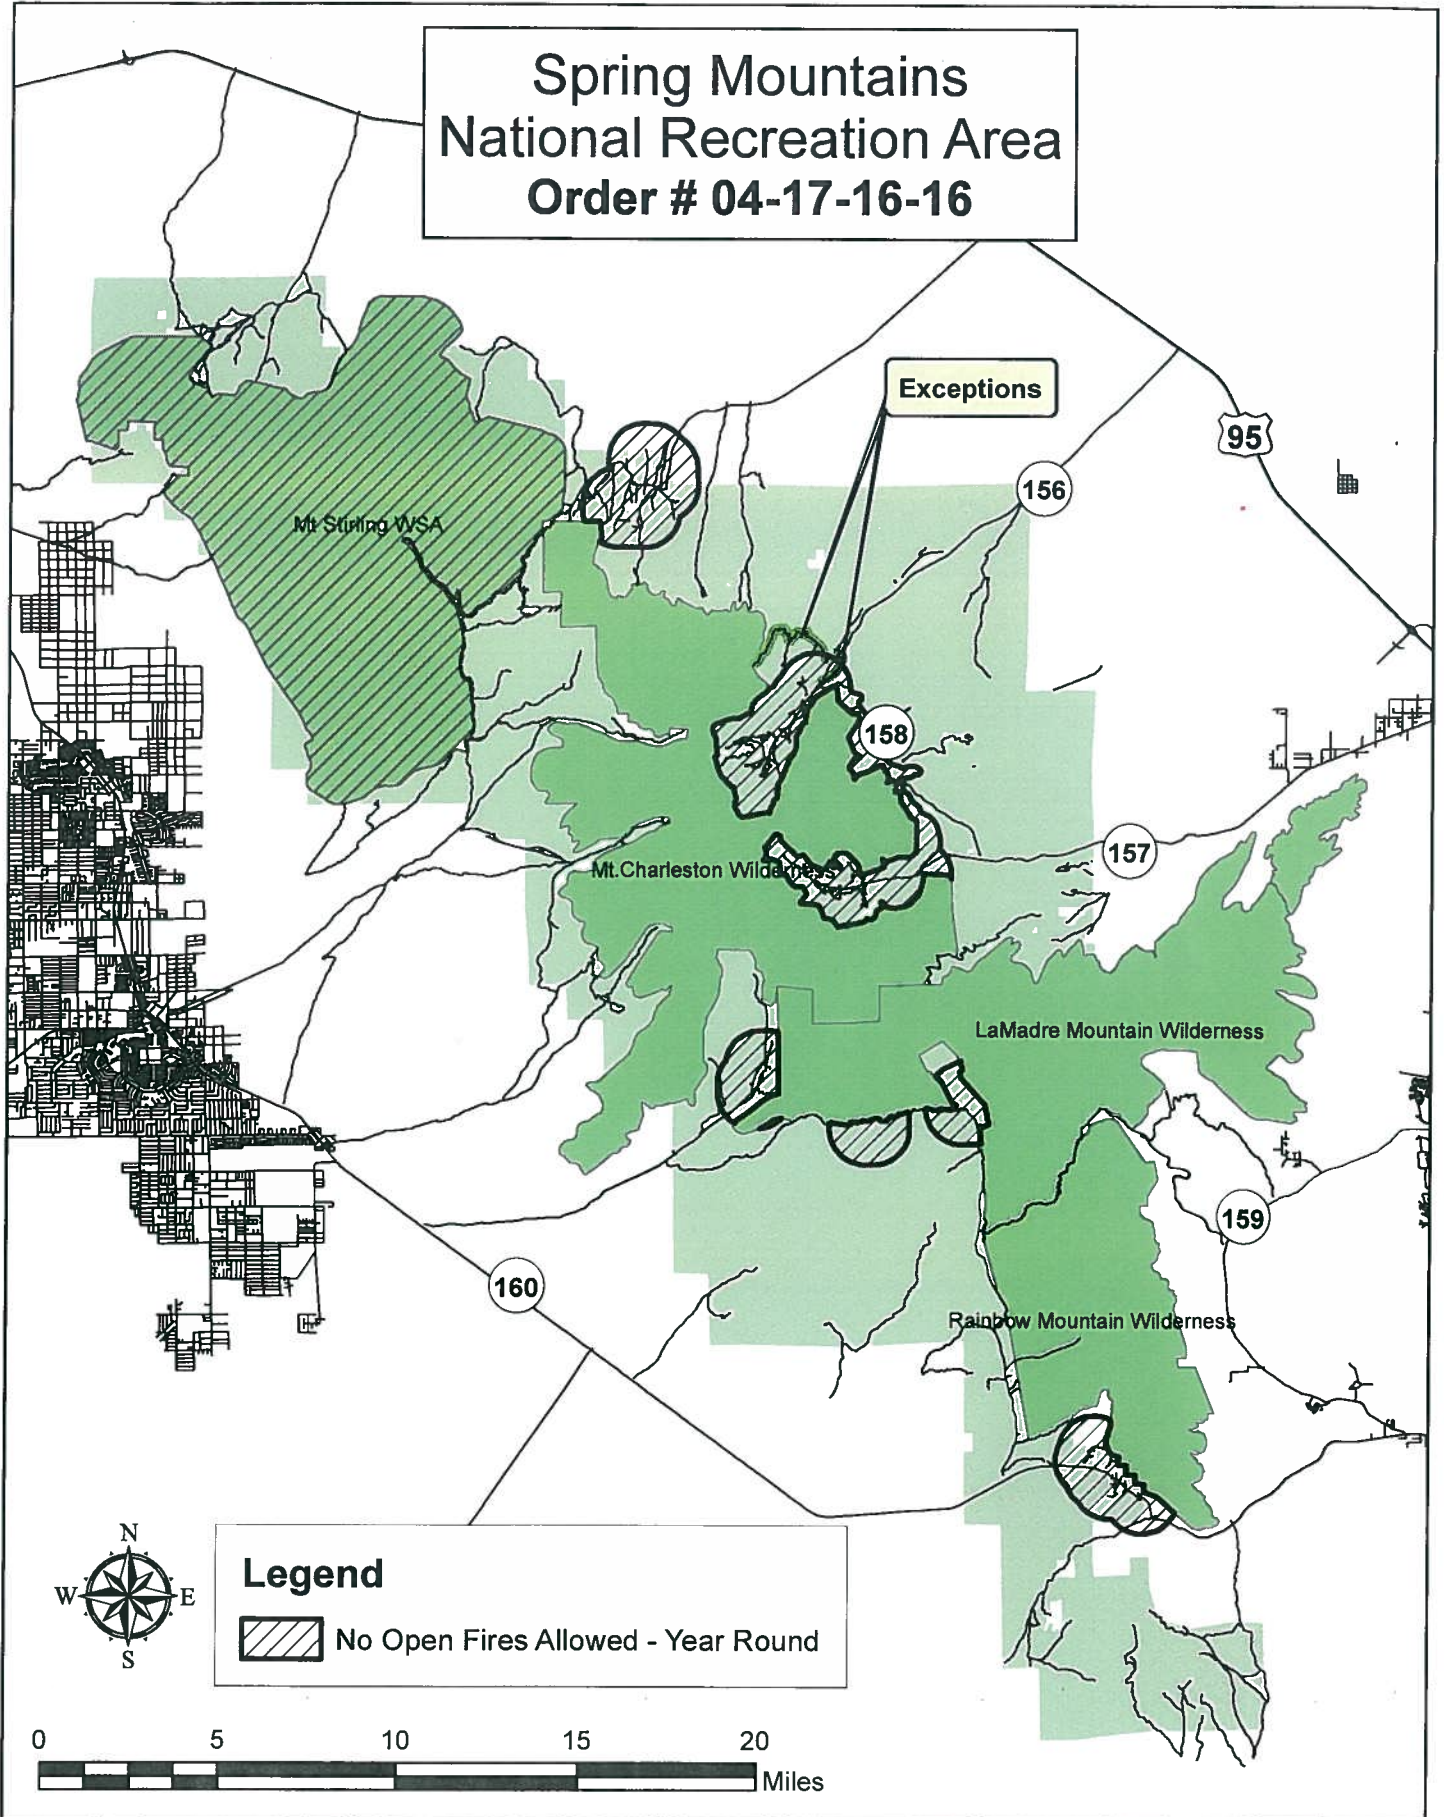 Spring Mountains
National Recreation Area
Order # 04-17-16-16
Exceptions
95
156
Mt Stirling WSA
158
157
Mt.Charleston Wilderness
LaMadre Mountain Wilderness
159
160
Rainbow Mountain Wilderness
N
W
E
S
Legend
No Open Fires Allowed - Year Round
0 5 10 15 20
Miles